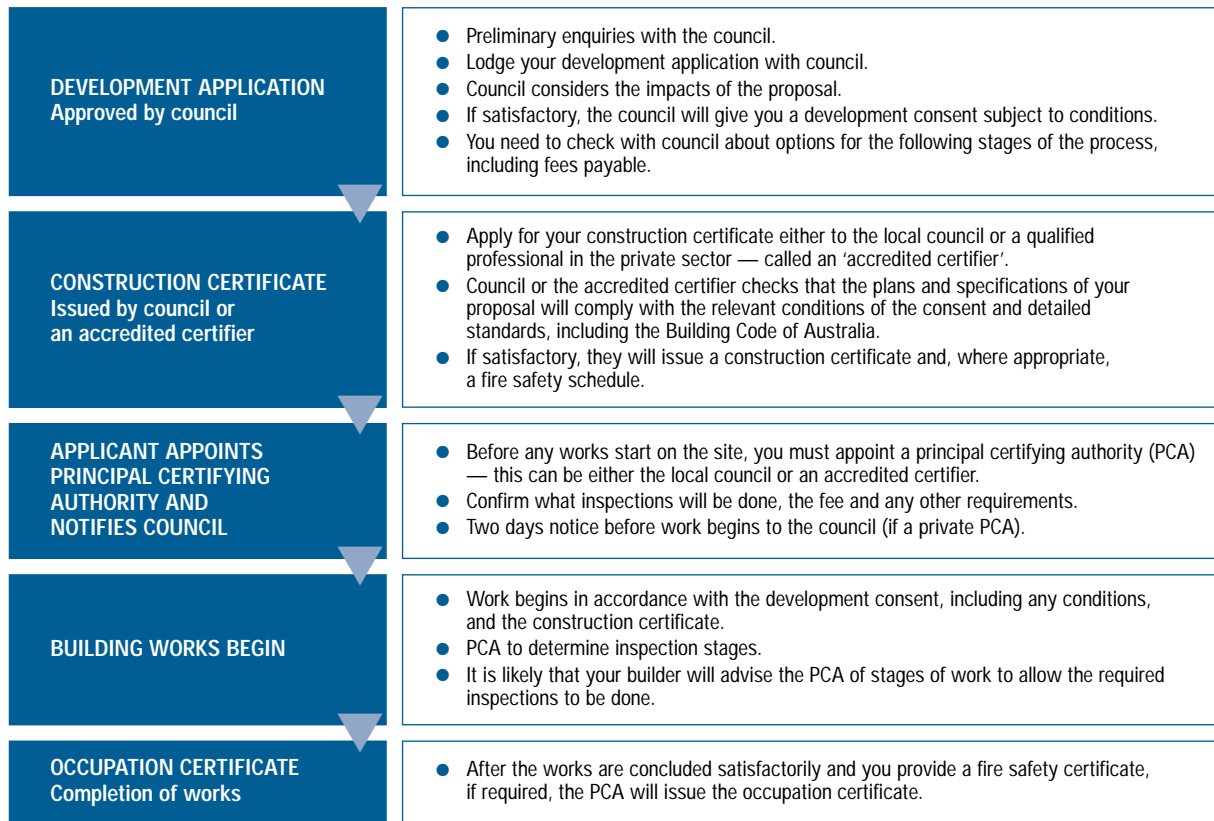 DEVELOPMENT APPLICATION
Approved by council
● Preliminary enquiries with the council.
● Lodge your development application with council.
● Council considers the impacts of the proposal.
● If satisfactory, the council will give you a development consent subject to conditions.
● You need to check with council about options for the following stages of the process,
including fees payable.
CONSTRUCTION CERTIFICATE
Issued by council or
an accredited certifier
● Apply for your construction certificate either to the local council or a qualified
professional in the private sector — called an ‘accredited certifier’.
● Council or the accredited certifier checks that the plans and specifications of your
proposal will comply with the relevant conditions of the consent and detailed
standards, including the Building Code of Australia.
● If satisfactory, they will issue a construction certificate and, where appropriate,
a fire safety schedule.
APPLICANT APPOINTS
PRINCIPAL CERTIFYING
AUTHORITY AND
NOTIFIES COUNCIL
● Before any works start on the site, you must appoint a principal certifying authority (PCA)
— this can be either the local council or an accredited certifier.
● Confirm what inspections will be done, the fee and any other requirements.
● Two days notice before work begins to the council (if a private PCA).
BUILDING WORKS BEGIN
● Work begins in accordance with the development consent, including any conditions,
and the construction certificate.
● PCA to determine inspection stages.
● It is likely that your builder will advise the PCA of stages of work to allow the required
inspections to be done.
OCCUPATION CERTIFICATE
Completion of works
● After the works are concluded satisfactorily and you provide a fire safety certificate,
if required, the PCA will issue the occupation certificate.